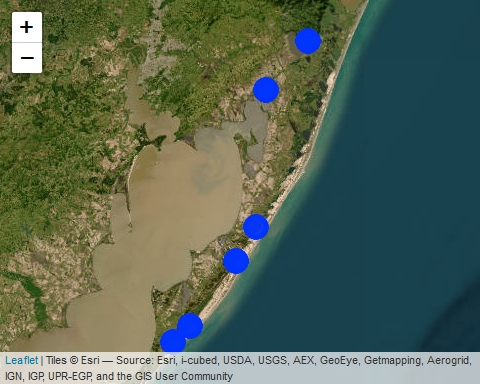 +
−
Leaflet | Tiles © Esri — Source: Esri, i-cubed, USDA, USGS, AEX, GeoEye, Getmapping, Aerogrid,
IGN, IGP, UPR-EGP, and the GIS User Community